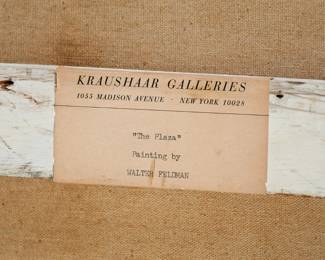 KRAUSHAAR GALLERIES
1055 MADISON AVENUE · NEW YORK 10028
"The Plaza"
Painting by
WALTER FELDMAN